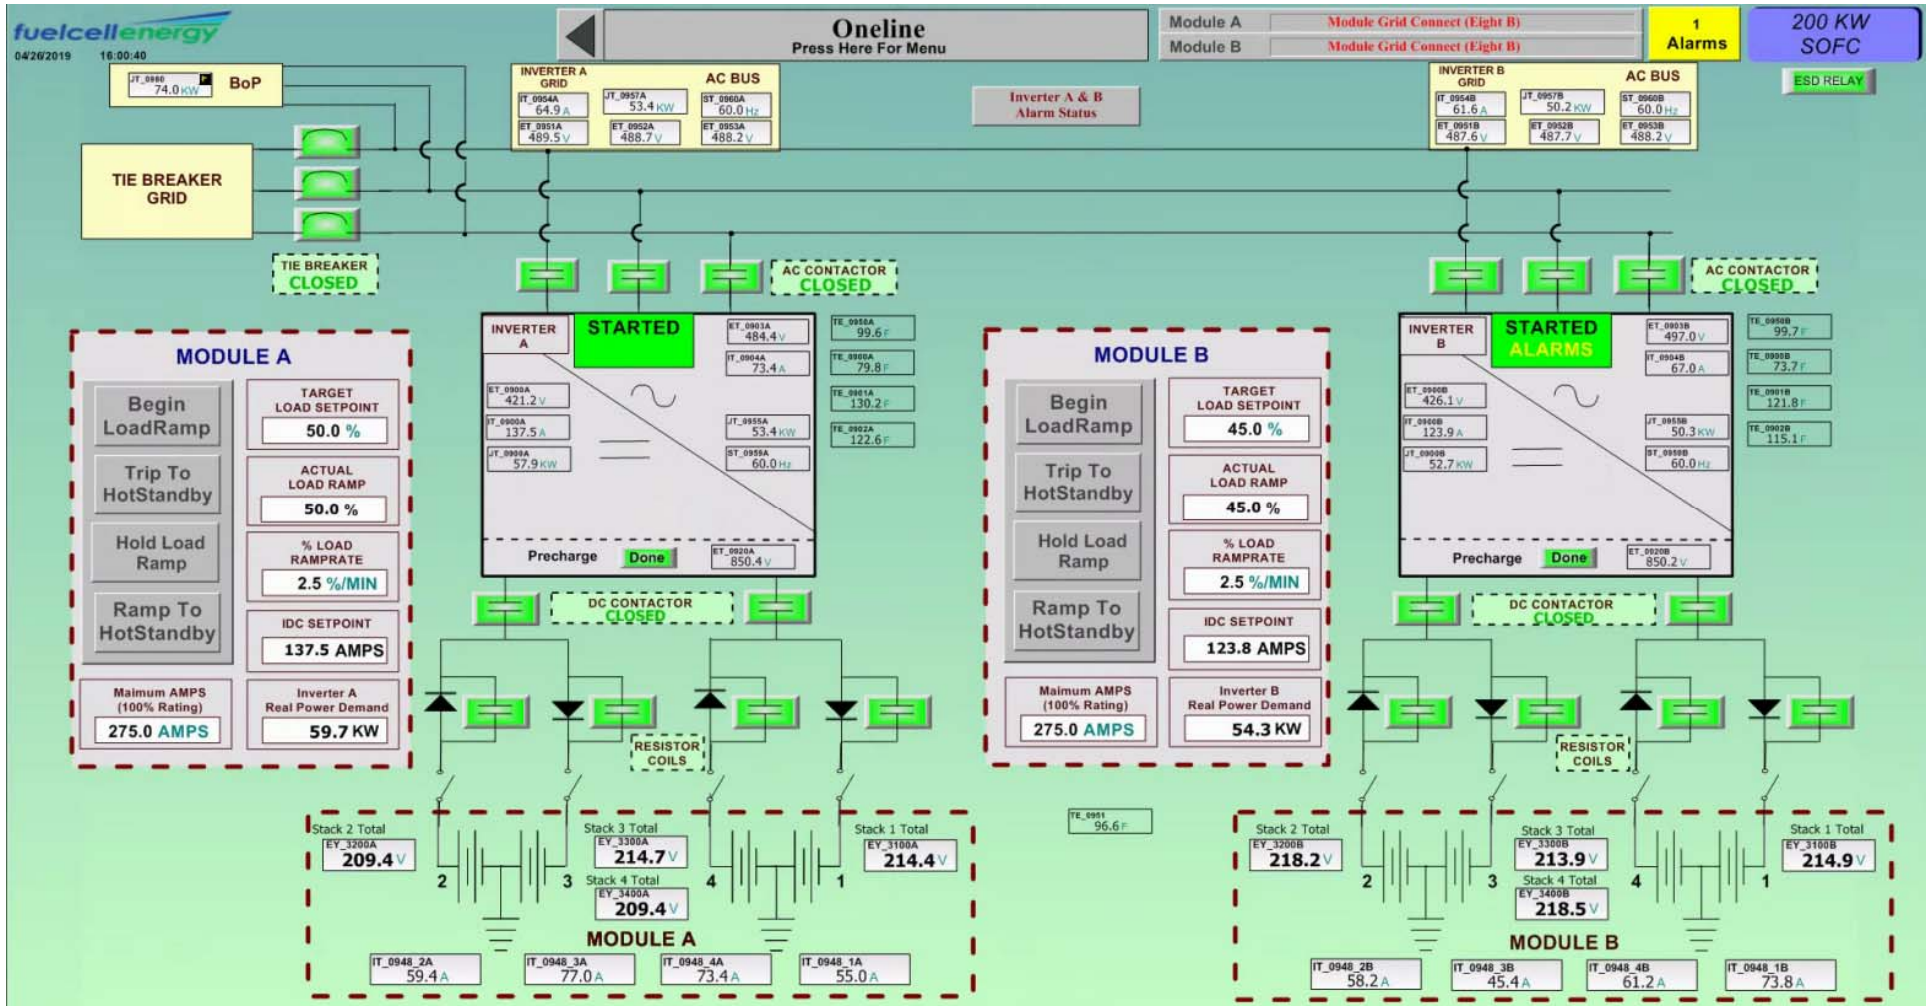 fuelcellenergy
04/26/2019 16:00:40
Oneline
Press Here For Menu
Module A Module Grid Connect (Eight B)
Module B Module Grid Connect (Eight B)
1
Alarms
200 KW
SOFC
ESD RELAY
JT_0980
74.0 KW
BoP
INVERTER A
GRID
AC BUS
IT_0954A
64.9 A
JT_0957A
53.4 KW
ST_0960A
60.0 Hz
ET_0951A
489.5 V
ET_0952A
488.7 V
ET_0953A
488.2 V
Inverter A & B
Alarm Status
INVERTER B
GRID
AC BUS
IT_0954B
61.6 A
JT_0957B
50.2 KW
ST_0960B
60.0 Hz
ET_0951B
487.6 V
ET_0952B
487.7 V
ET_0953B
488.2 V
TIE BREAKER
GRID
TIE BREAKER
CLOSED
AC CONTACTOR
CLOSED
AC CONTACTOR
CLOSED
MODULE A
Begin
LoadRamp
Trip To
HotStandby
Hold Load
Ramp
Ramp To
HotStandby
TARGET
LOAD SETPOINT
50.0 %
ACTUAL
LOAD RAMP
50.0 %
% LOAD
RAMPRATE
2.5 %/MIN
IDC SETPOINT
137.5 AMPS
Maimum AMPS
(100% Rating)
275.0 AMPS
Inverter A
Real Power Demand
59.7 KW
INVERTER
A
STARTED
ET_0903A
484.4 V
IT_0904A
73.4 A
ET_0900A
421.2 V
IT_0900A
137.5 A
JT_0900A
57.9 KW
JT_0955A
53.4 KW
ST_0959A
60.0 Hz
Precharge Done
ET_0920A
850.4 V
TE_0958A
99.6 F
TE_0900A
79.8 F
TE_0901A
130.2 F
TE_0902A
122.6 F
DC CONTACTOR
CLOSED
RESISTOR
COILS
MODULE B
Begin
LoadRamp
Trip To
HotStandby
Hold Load
Ramp
Ramp To
HotStandby
TARGET
LOAD SETPOINT
45.0 %
ACTUAL
LOAD RAMP
45.0 %
% LOAD
RAMPRATE
2.5 %/MIN
IDC SETPOINT
123.8 AMPS
Maimum AMPS
(100% Rating)
275.0 AMPS
Inverter B
Real Power Demand
54.3 KW
INVERTER
B
STARTED
ALARMS
ET_0903B
497.0 V
IT_0904B
67.0 A
ET_0900B
426.1 V
IT_0900B
123.9 A
JT_0900B
52.7 KW
JT_0955B
50.3 KW
60.0 Hz
Precharge Done
ET_0920B
850.2 V
TE_0958B
99.7 F
TE_0900B
73.7 F
TE_0901B
121.8 F
TE_0902B
115.1 F
DC CONTACTOR
CLOSED
RESISTOR
COILS
Stack 2 Total
EY_3200A
209.4 V
Stack 3 Total
EY_3300A
214.7 V
Stack 4 Total
EY_3400A
209.4 V
Stack 1 Total
EY_3100A
214.4 V
2 3 4 1
MODULE A
IT_0948_2A
59.4 A
IT_0948_3A
77.0 A
IT_0948_4A
73.4 A
IT_0948_1A
55.0 A
TE_0951
96.6 F
Stack 2 Total
EY_3200B
218.2 V
Stack 3 Total
EY_3300B
213.9 V
Stack 4 Total
EY_3400B
218.5 V
Stack 1 Total
EY_3100B
214.9 V
2 3 4 1
MODULE B
IT_0948_2B
58.2 A
IT_0948_3B
45.4 A
IT_0948_4B
61.2 A
IT_0948_1B
73.8 A